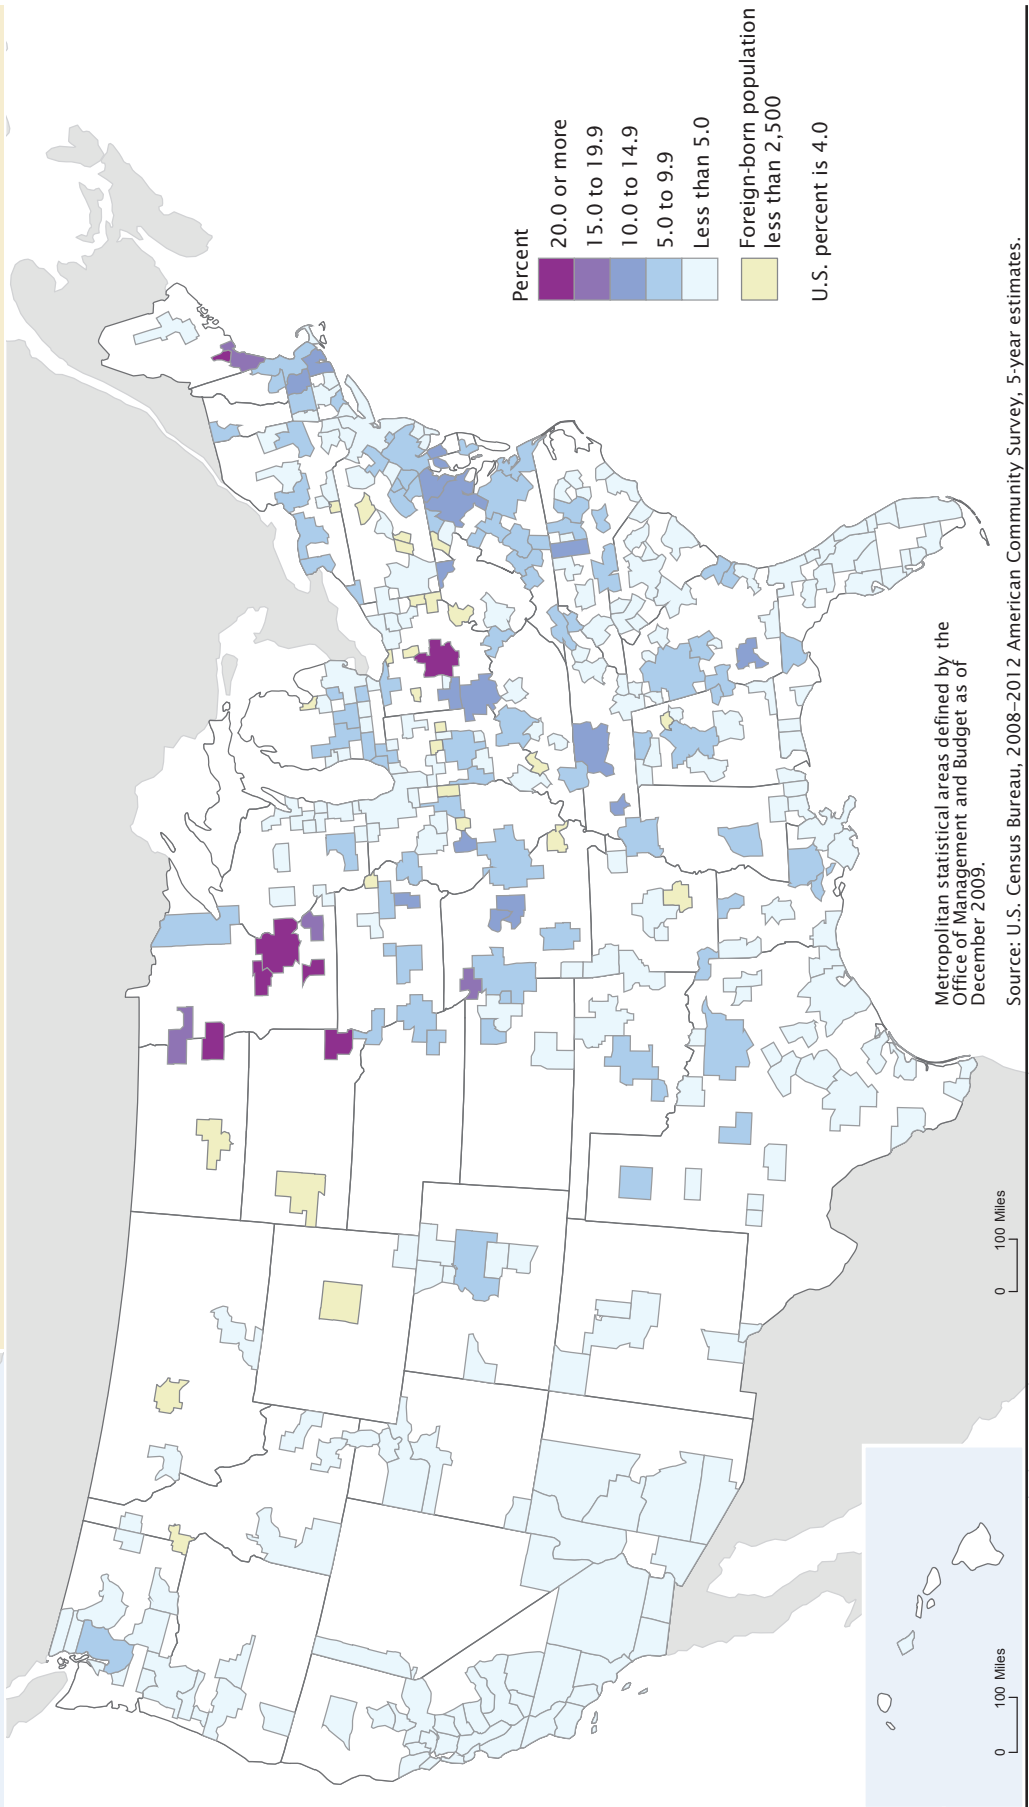 Percent
20.0 or more
15.0 to 19.9
10.0 to 14.9
5.0 to 9.9
Less than 5.0
Foreign-born population
less than 2,500
U.S. percent is 4.0
Metropolitan statistical areas defined by the
Office of Management and Budget as of
December 2009.
0 100 Miles
0 100 Miles
Source: U.S. Census Bureau, 2008–2012 American Community Survey, 5-year estimates.